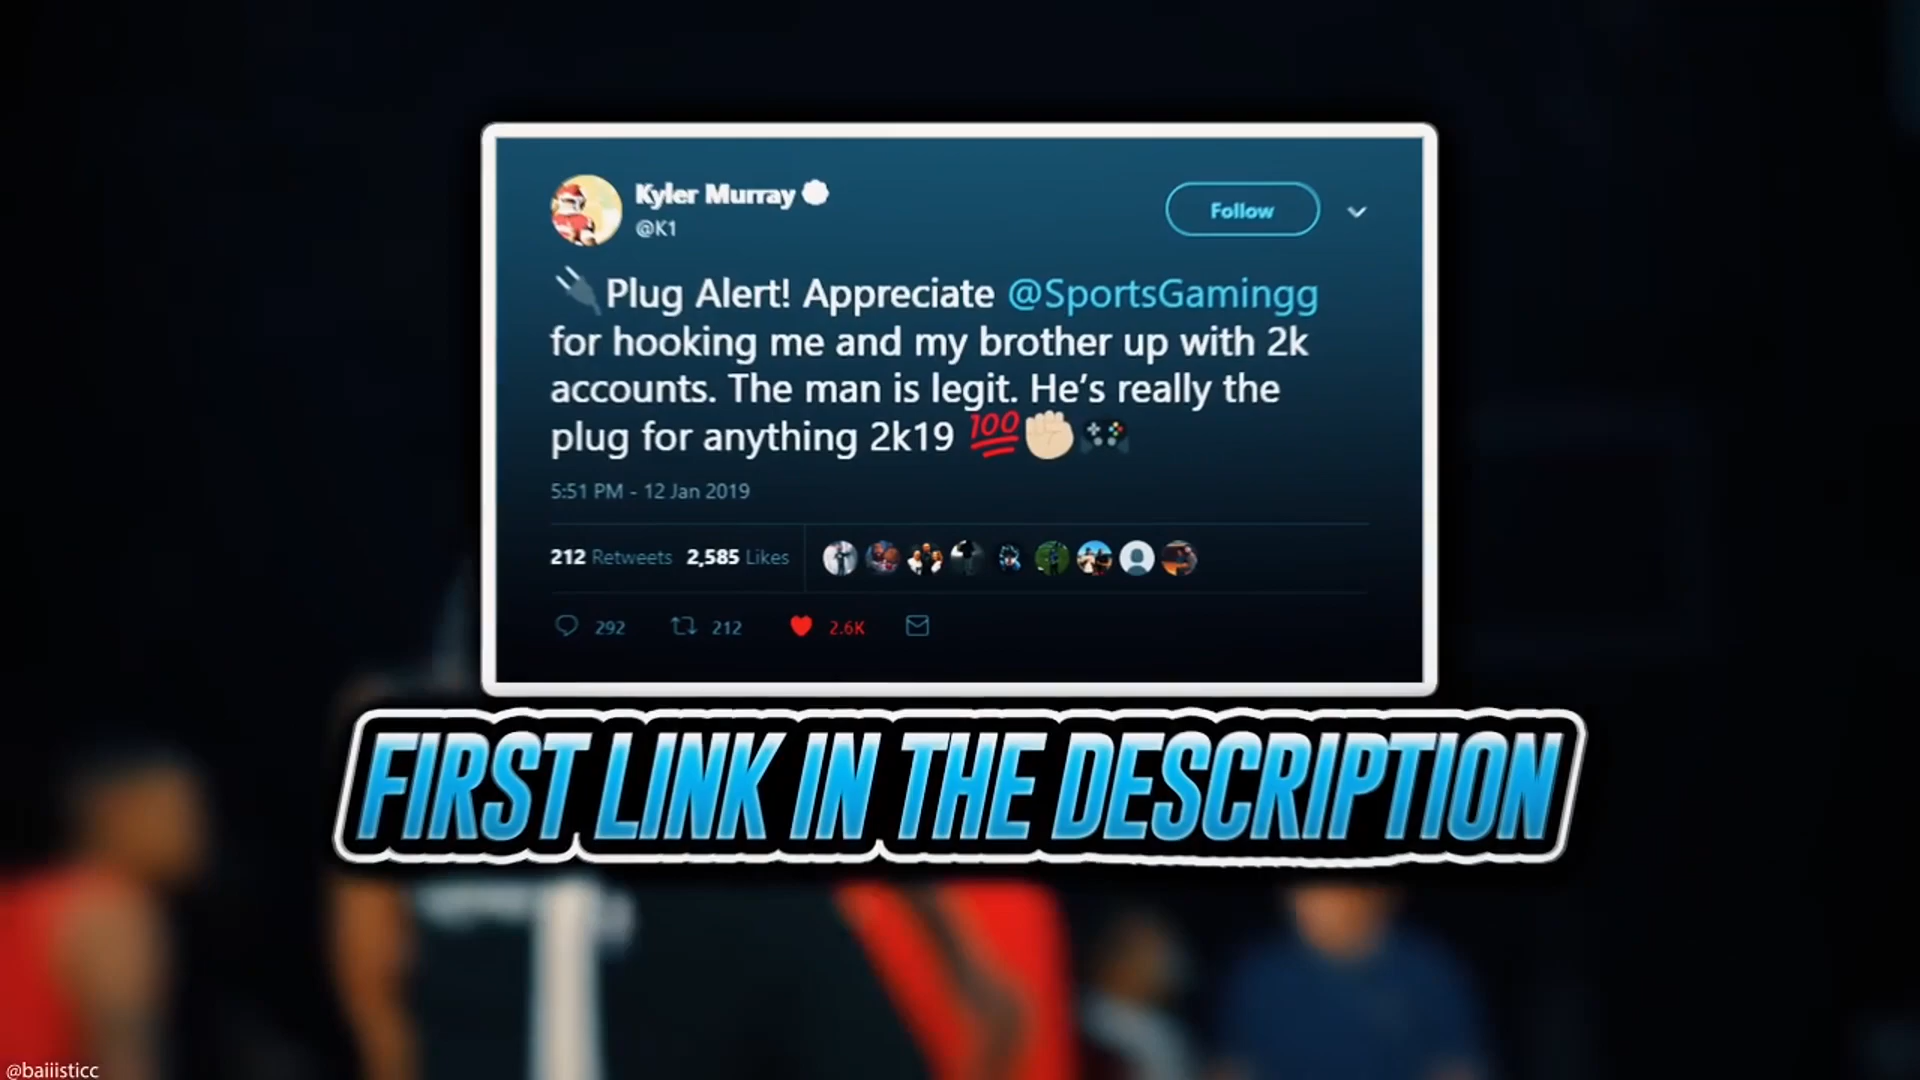 Kyler Murray
@K1
Follow
Plug Alert! Appreciate @SportsGamingg
for hooking me and my brother up with 2k
accounts. The man is legit. He’s really the
plug for anything 2k19 💯✊🏼🎮
5:51 PM - 12 Jan 2019
212 Retweets 2,585 Likes
292 212 2.6K
FIRST LINK IN THE DESCRIPTION
@baiiisticc